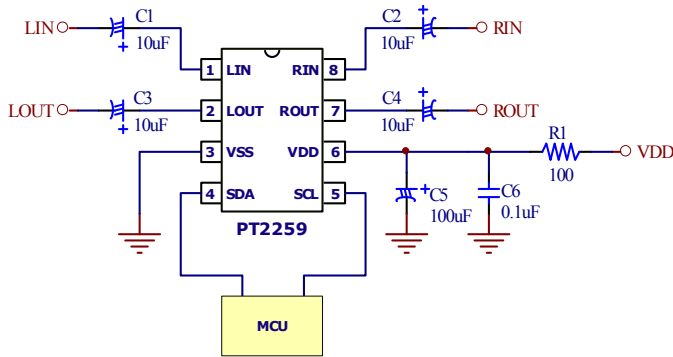 LIN
C1
+
10uF
C2
+
10uF
RIN
1 LIN
RIN 8
LOUT
C3
+
10uF
2 LOUT
ROUT 7
C4
10uF
+
ROUT
3 VSS
VDD 6
R1
100
VDD
4 SDA
SCL 5
+
C5
100uF
C6
0.1uF
PT2259
MCU